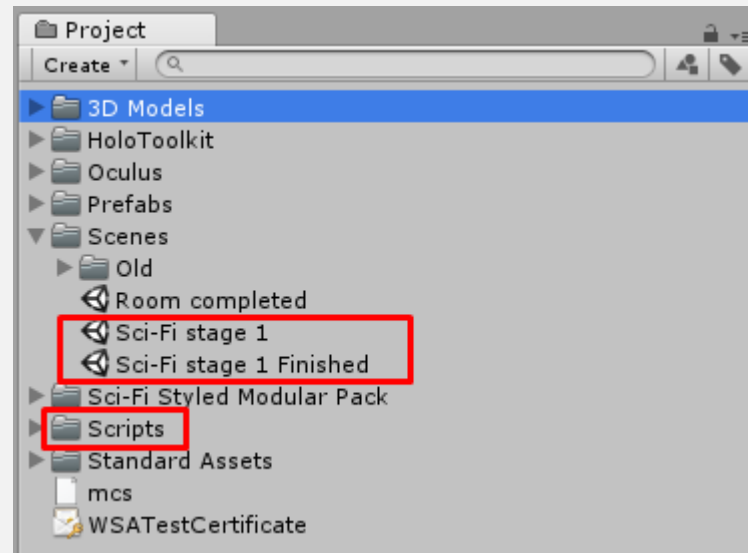 Project
Create
3D Models
HoloToolkit
Oculus
Prefabs
Scenes
Old
Room completed
Sci-Fi stage 1
Sci-Fi stage 1 Finished
Sci-Fi Styled Modular Pack
Scripts
Standard Assets
mcs
WSATestCertificate